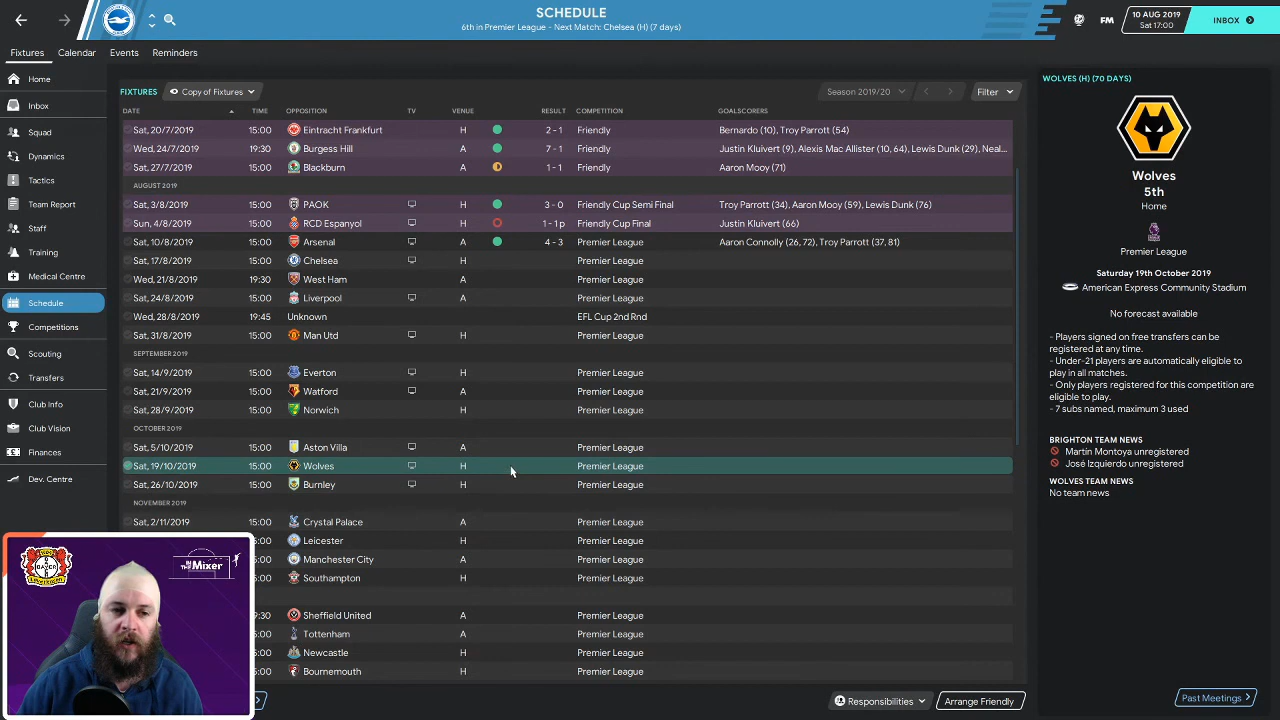 SCHEDULE
6th in Premier League - Next Match: Chelsea (H) (7 days)
FM
10 AUG 2019
Sat 17:00
INBOX
Fixtures Calendar Events Reminders
Home
Inbox
Squad
Dynamics
Tactics
Team Report
Staff
Training
Medical Centre
Schedule
Competitions
Scouting
Transfers
Club Info
Club Vision
Finances
Dev. Centre
FIXTURES Copy of Fixtures Season 2019/20 Filter
DATE TIME OPPOSITION TV VENUE RESULT COMPETITION GOALSCORERS
Sat, 20/7/2019 15:00 Eintracht Frankfurt H 2 - 1 Friendly Bernardo (10), Troy Parrott (54)
Wed, 24/7/2019 19:30 Burgess Hill A 7 - 1 Friendly Justin Kluivert (9), Alexis Mac Allister (10, 64), Lewis Dunk (29), Neal...
Sat, 27/7/2019 15:00 Blackburn A 1 - 1 Friendly Aaron Mooy (71)
AUGUST 2019
Sat, 3/8/2019 15:00 PAOK H 3 - 0 Friendly Cup Semi Final Troy Parrott (34), Aaron Mooy (59), Lewis Dunk (76)
Sun, 4/8/2019 15:00 RCD Espanyol H 1 - 1 p Friendly Cup Final Justin Kluivert (66)
Sat, 10/8/2019 15:00 Arsenal A 4 - 3 Premier League Aaron Connolly (26, 72), Troy Parrott (37, 81)
Sat, 17/8/2019 15:00 Chelsea H Premier League
Wed, 21/8/2019 19:30 West Ham A Premier League
Sat, 24/8/2019 15:00 Liverpool A Premier League
Wed, 28/8/2019 19:45 Unknown EFL Cup 2nd Rnd
Sat, 31/8/2019 15:00 Man Utd H Premier League
SEPTEMBER 2019
Sat, 14/9/2019 15:00 Everton H Premier League
Sat, 21/9/2019 15:00 Watford A Premier League
Sat, 28/9/2019 15:00 Norwich H Premier League
OCTOBER 2019
Sat, 5/10/2019 15:00 Aston Villa A Premier League
Sat, 19/10/2019 15:00 Wolves H Premier League
Sat, 26/10/2019 15:00 Burnley H Premier League
NOVEMBER 2019
Sat, 2/11/2019 15:00 Crystal Palace A Premier League
5:00 Leicester H Premier League
5:00 Manchester City A Premier League
5:00 Southampton H Premier League
9:30 Sheffield United A Premier League
5:00 Tottenham A Premier League
5:00 Newcastle H Premier League
5:00 Bournemouth H Premier League
Responsibilities Arrange Friendly
WOLVES (H) (70 DAYS)
Wolves
5th
Home
Premier League
Saturday 19th October 2019
American Express Community Stadium
No forecast available
- Players signed on free transfers can be
registered at any time.
- Under-21 players are automatically eligible to
play in all matches.
- Only players registered for this competition are
eligible to play.
- 7 subs named, maximum 3 used
BRIGHTON TEAM NEWS
Martin Montoya unregistered
José Izquierdo unregistered
WOLVES TEAM NEWS
No team news
Past Meetings
Mixer